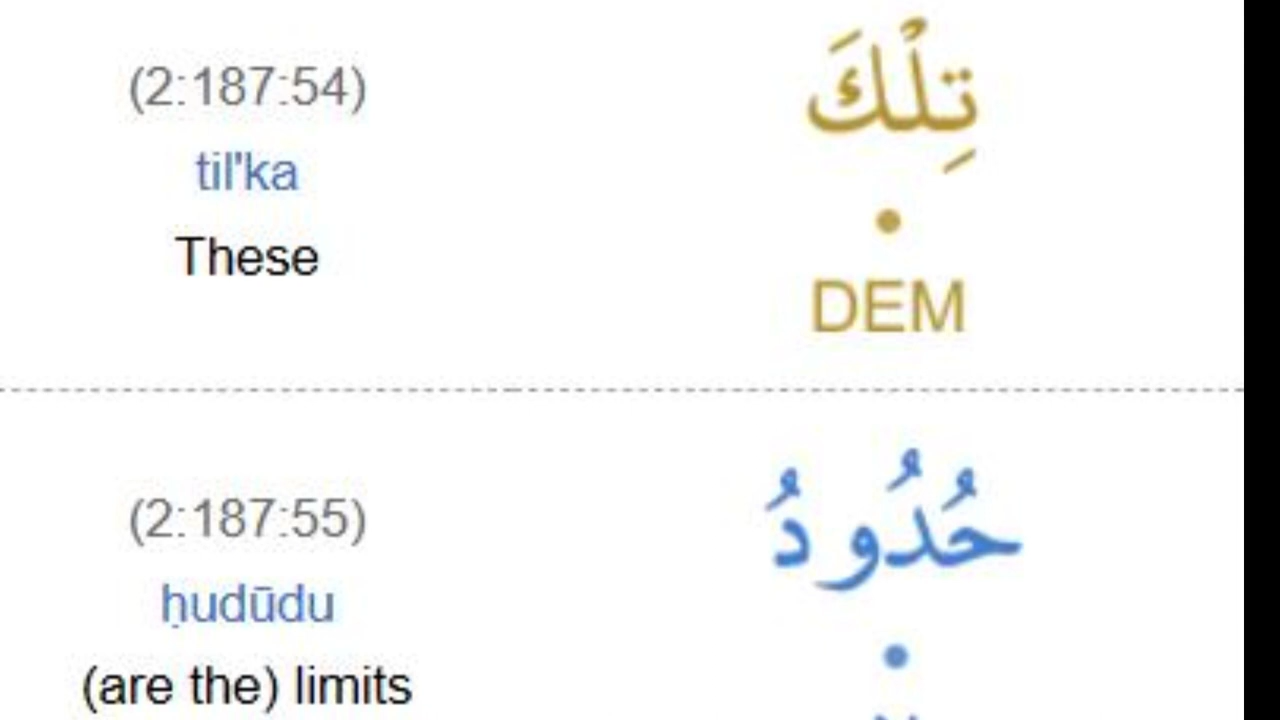 (2:187:54)
til'ka
These
تِلْكَ
DEM
(2:187:55)
ḥudūdu
(are the) limits
حُدُودُ